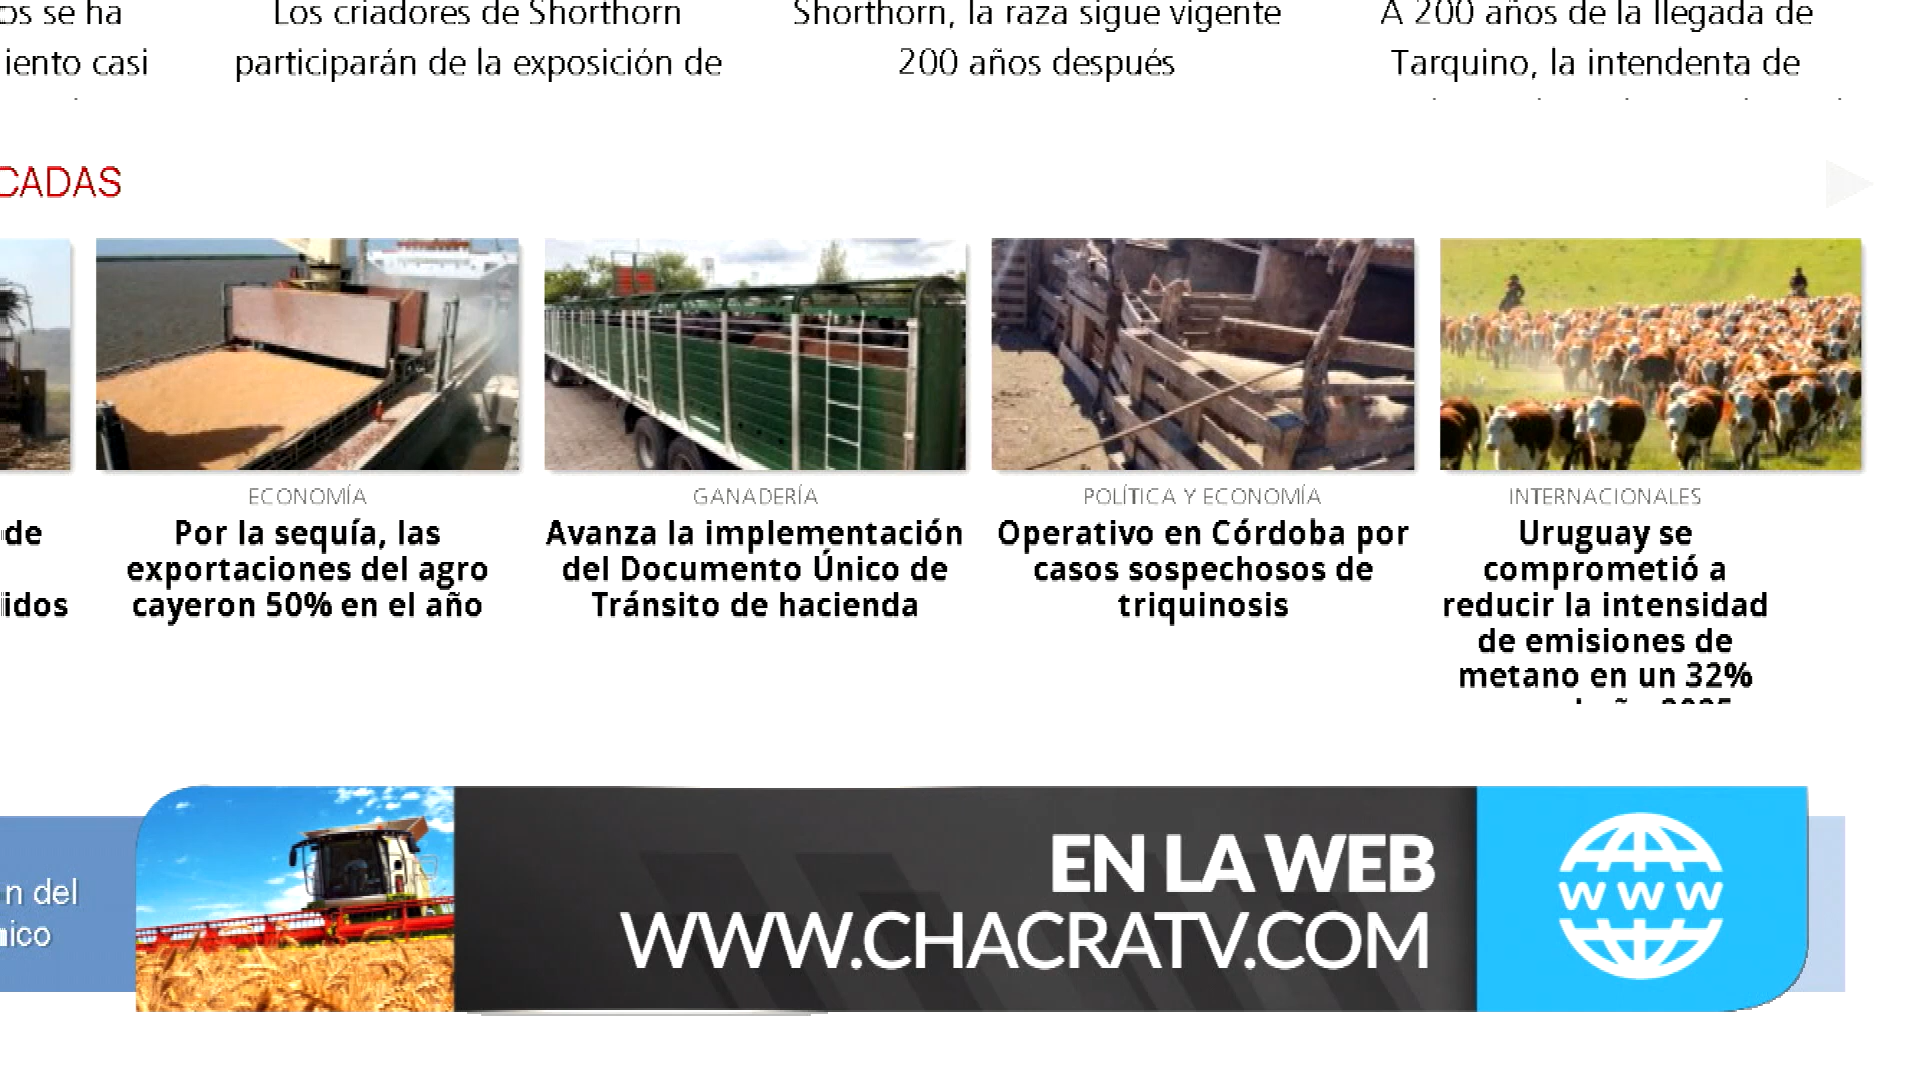 os se ha
iento casi
Los criadores de Shorthorn
participarán de la exposición de
Shorthorn, la raza sigue vigente
200 años después
A 200 años de la llegada de
Tarquino, la intendenta de
CADAS
de
idos
ECONOMÍA
Por la sequía, las
exportaciones del agro
cayeron 50% en el año
GANADERÍA
Avanza la implementación
del Documento Único de
Tránsito de hacienda
POLÍTICA Y ECONOMÍA
Operativo en Córdoba por
casos sospechosos de
triquinosis
INTERNACIONALES
Uruguay se
comprometió a
reducir la intensidad
de emisiones de
metano en un 32%
n del
ico
EN LA WEB
WWW.CHACRATV.COM
WWW